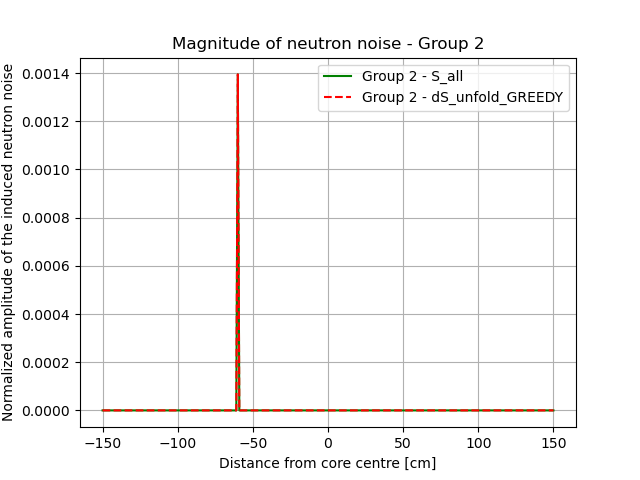 Magnitude of neutron noise - Group 2
Normalized amplitude of the induced neutron noise
0.0014
0.0012
0.0010
0.0008
0.0006
0.0004
0.0002
0.0000
Group 2 - S_all
Group 2 - dS_unfold_GREEDY
−150 −100 −50 0 50 100 150
Distance from core centre [cm]